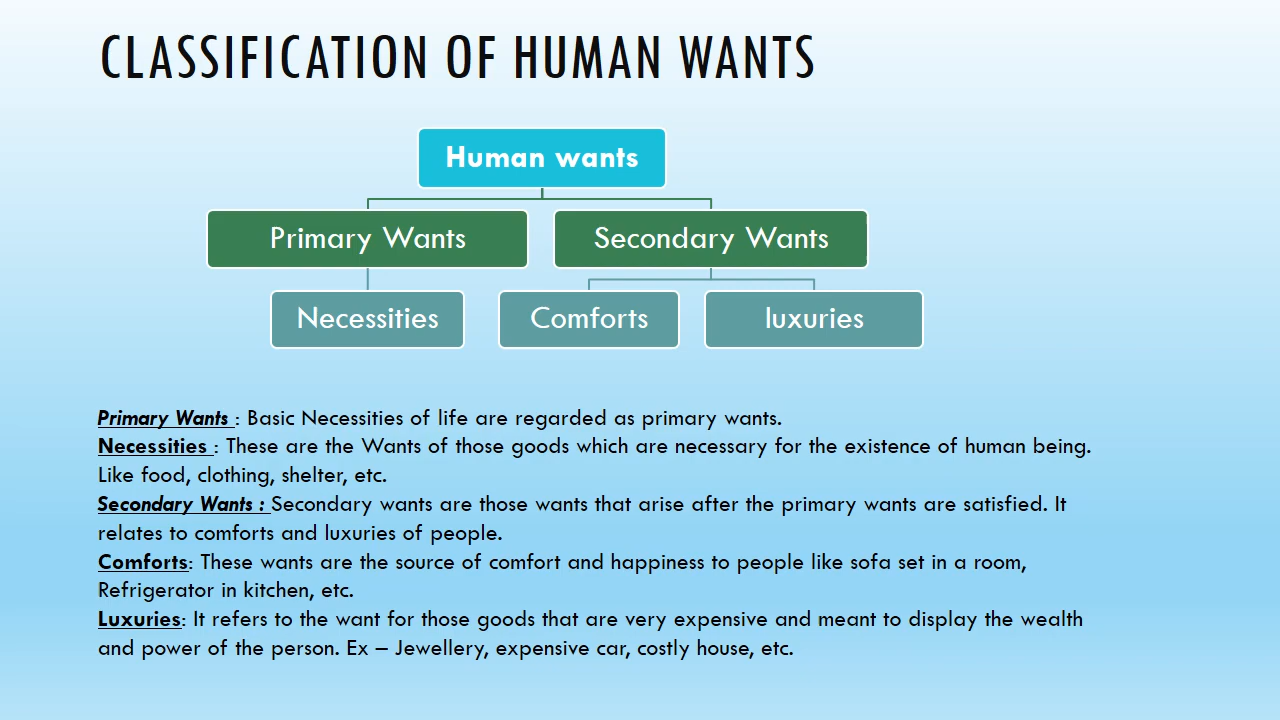 CLASSIFICATION OF HUMAN WANTS
Human wants
Primary Wants
Secondary Wants
Necessities
Comforts
luxuries
Primary Wants : Basic Necessities of life are regarded as primary wants.
Necessities : These are the Wants of those goods which are necessary for the existence of human being.
Like food, clothing, shelter, etc.
Secondary Wants : Secondary wants are those wants that arise after the primary wants are satisfied. It
relates to comforts and luxuries of people.
Comforts: These wants are the source of comfort and happiness to people like sofa set in a room,
Refrigerator in kitchen, etc.
Luxuries: It refers to the want for those goods that are very expensive and meant to display the wealth
and power of the person. Ex – Jewellery, expensive car, costly house, etc.